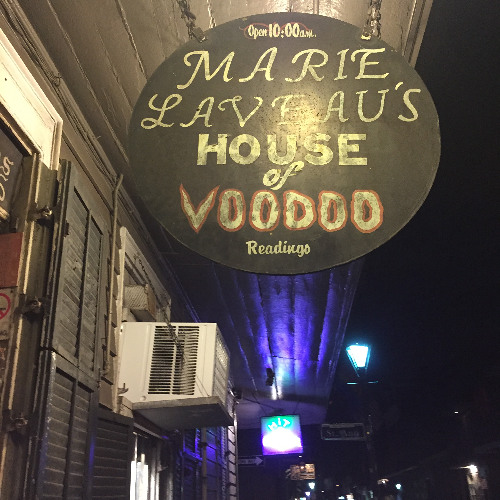 Open 10:00 a.m.
MARIE
LAVEAU'S
HOUSE
of
VOODOO
Readings